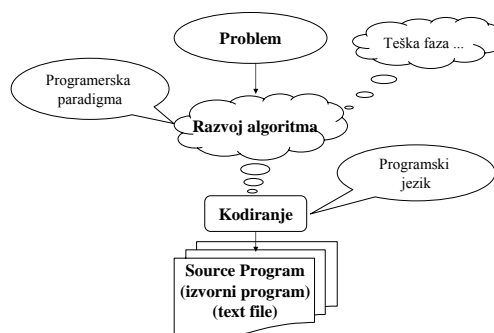 Problem
Teška faza ...
Programerska
paradigma
Razvoj algoritma
Programski
jezik
Kodiranje
Source Program
(izvorni program)
(text file)